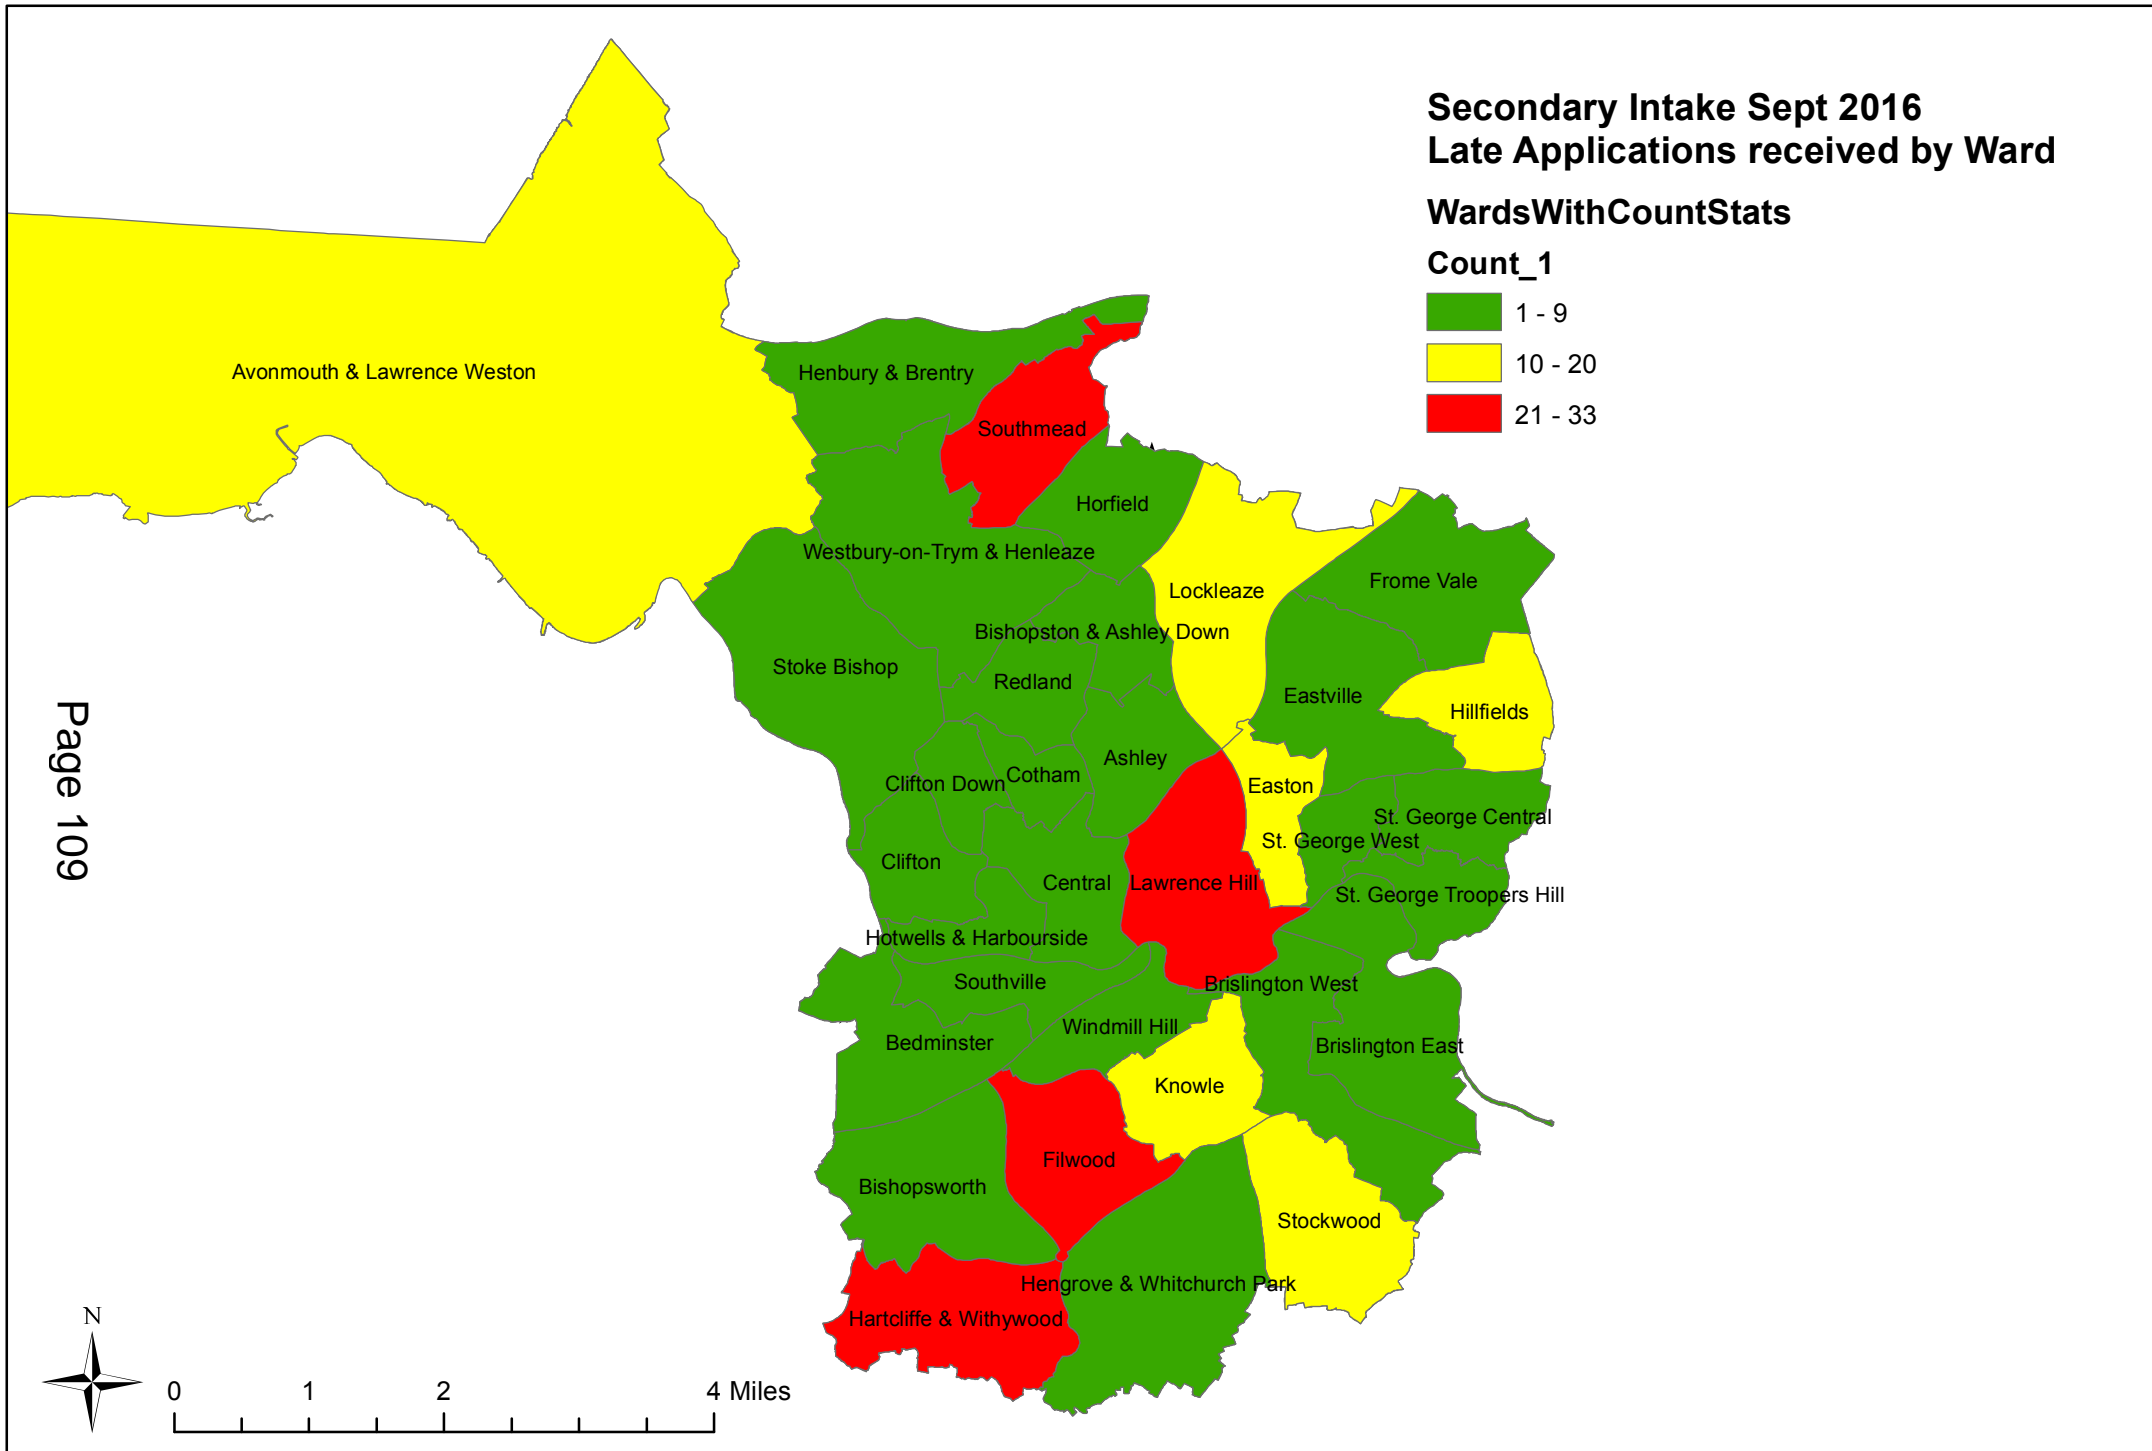 Secondary Intake Sept 2016
Late Applications received by Ward
WardsWithCountStats
Count_1
1 - 9
10 - 20
21 - 33
Avonmouth & Lawrence Weston
Henbury & Brentry
Southmead
Horfield
Westbury-on-Trym & Henleaze
Lockleaze
Frome Vale
Bishopston & Ashley Down
Stoke Bishop
Redland
Eastville
Hillfields
Ashley
Cotham
Clifton Down
Easton
St. George Central
St. George West
Clifton
Central
Lawrence Hill
St. George Troopers Hill
Hotwells & Harbourside
Southville
Brislington West
Windmill Hill
Bedminster
Brislington East
Knowle
Filwood
Bishopsworth
Stockwood
Hengrove & Whitchurch Park
Hartcliffe & Withywood
Page 109
N
0 1 2 4 Miles